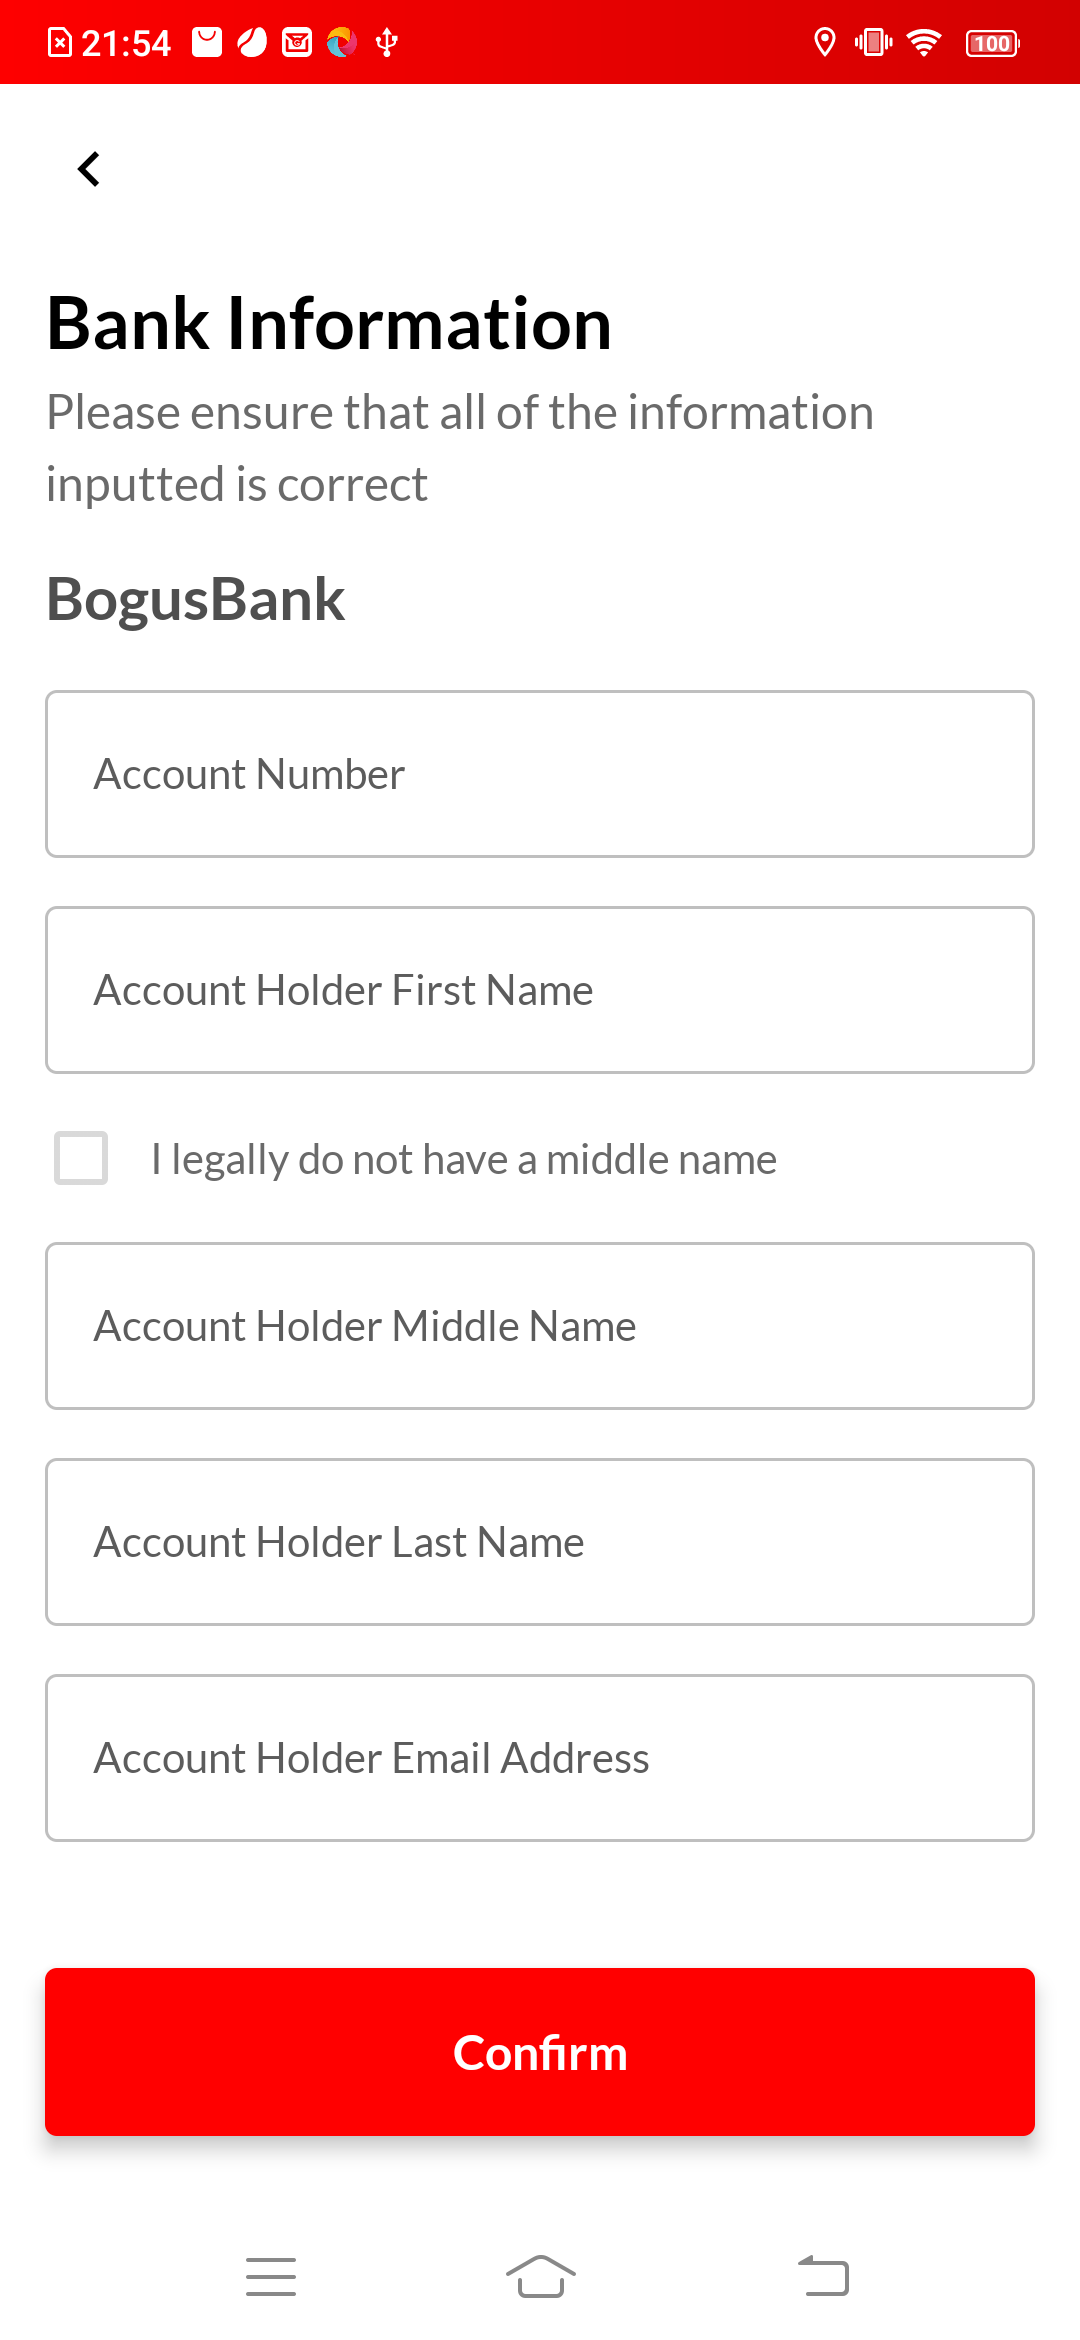 21:54
100
Bank Information
Please ensure that all of the information
inputted is correct
BogusBank
Account Number
Account Holder First Name
I legally do not have a middle name
Account Holder Middle Name
Account Holder Last Name
Account Holder Email Address
Confirm